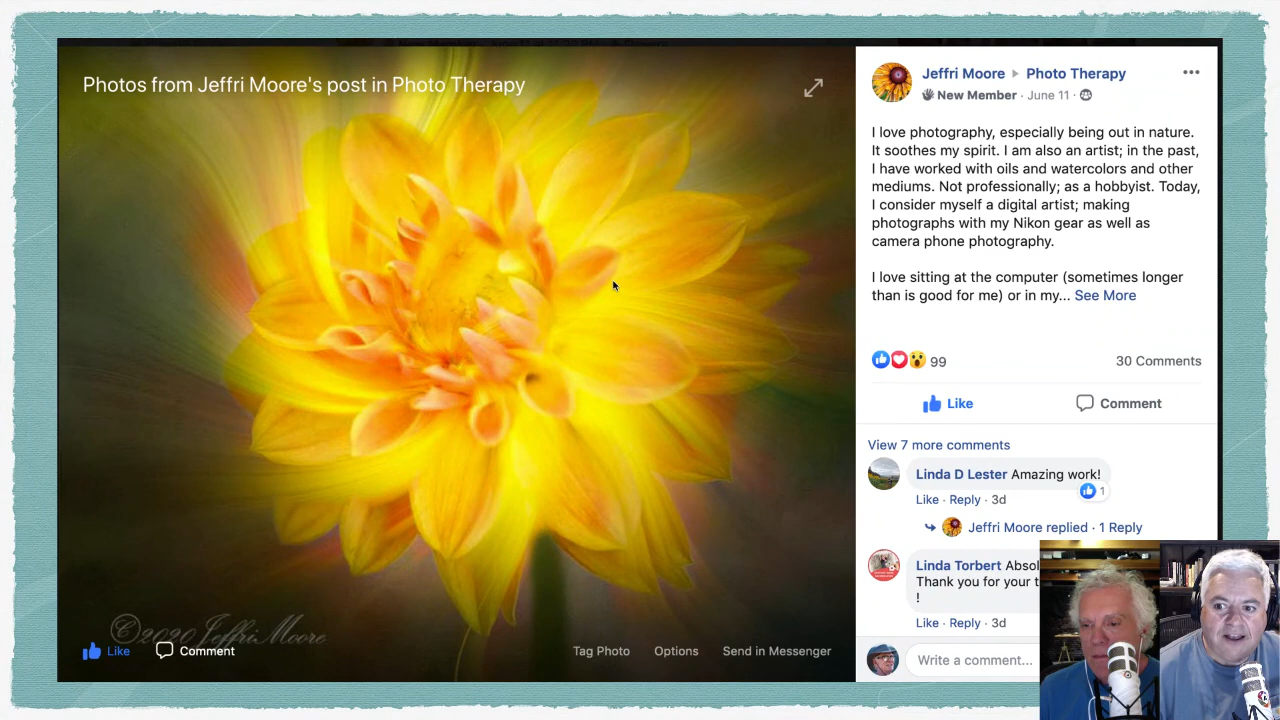 Photos from Jeffri Moore's post in Photo Therapy
Jeffri Moore ▸ Photo Therapy
New Member · June 11 ·
I love photography, especially being out in nature.
It soothes my spirit. I am also an artist; in the past,
I have worked with oils and watercolors and other
mediums. Not professionally; as a hobbyist. Today,
I consider myself a digital artist; making
photographs with my Nikon gear as well as
camera phone photography.
I love sitting at the computer (sometimes longer
than is good for me) or in my... See More
99
30 Comments
Like
Comment
View 7 more comments
Linda D Lester Amazing work!
1
Like · Reply · 3d
Jeffri Moore replied · 1 Reply
Linda Torbert
Thank you for your
!
Like · Reply · 3d
Write a comment...
Jeffri Moore
Like
Comment
Tag Photo
Options
Send in Messenger